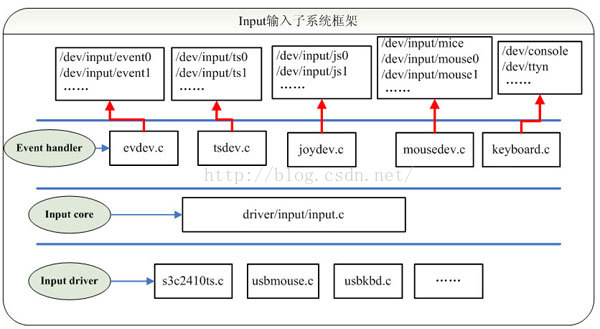 Input输入子系统框架
/dev/input/event0
/dev/input/event1
……
/dev/input/ts0
/dev/input/ts1
……
/dev/input/js0
/dev/input/js1
……
/dev/input/mice
/dev/input/mouse0
/dev/input/mouse1
……
/dev/console
/dev/ttyn
……
Event handler
evdev.c
tsdev.c
joydev.c
mousedev.c
keyboard.c
http://blog.csdn.net/
Input core
driver/input/input.c
Input driver
s3c2410ts.c
usbmouse.c
usbkbd.c
……